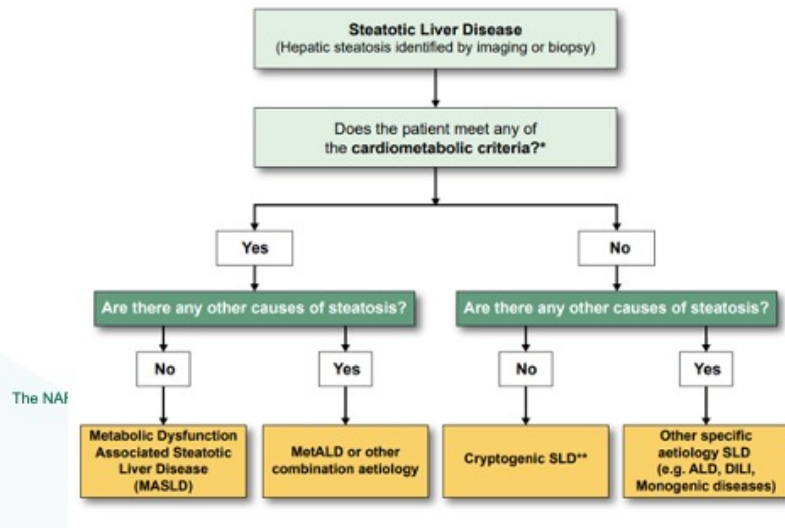 Steatotic Liver Disease
(Hepatic steatosis identified by imaging or biopsy)
Does the patient meet any of
the cardiometabolic criteria?*
Yes
No
Are there any other causes of steatosis?
Are there any other causes of steatosis?
No
Yes
No
Yes
The
Metabolic Dysfunction
Associated Steatotic
Liver Disease
(MASLD)
MetALD or other
combination aetiology
Cryptogenic SLD**
Other specific
aetiology SLD
(e.g. ALD, DILI,
Monogenic diseases)